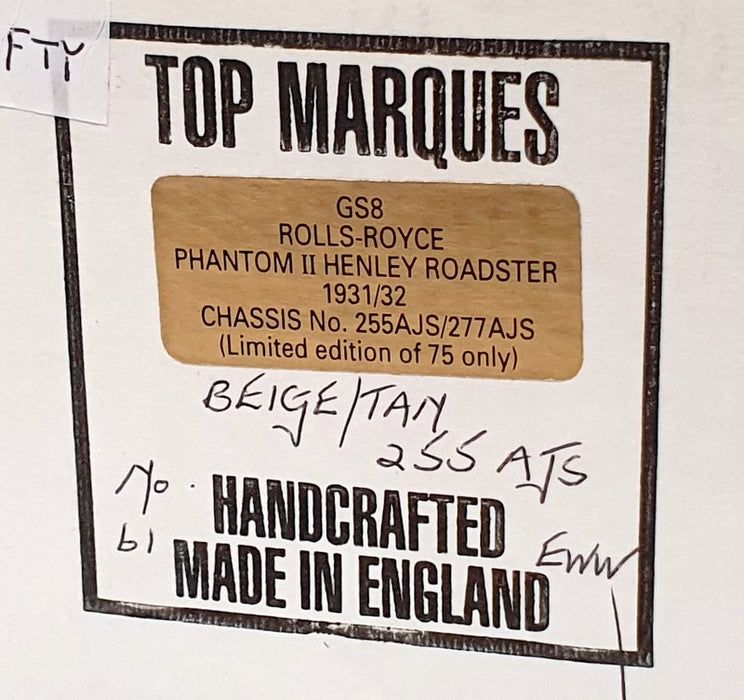 FTY
TOP MARQUES
GS8
ROLLS-ROYCE
PHANTOM II HENLEY ROADSTER
1931/32
CHASSIS No. 255AJS/277AJS
(Limited edition of 75 only)
BEIGE/TAN
255 AJS
No.
61
HANDCRAFTED
MADE IN ENGLAND
EWW